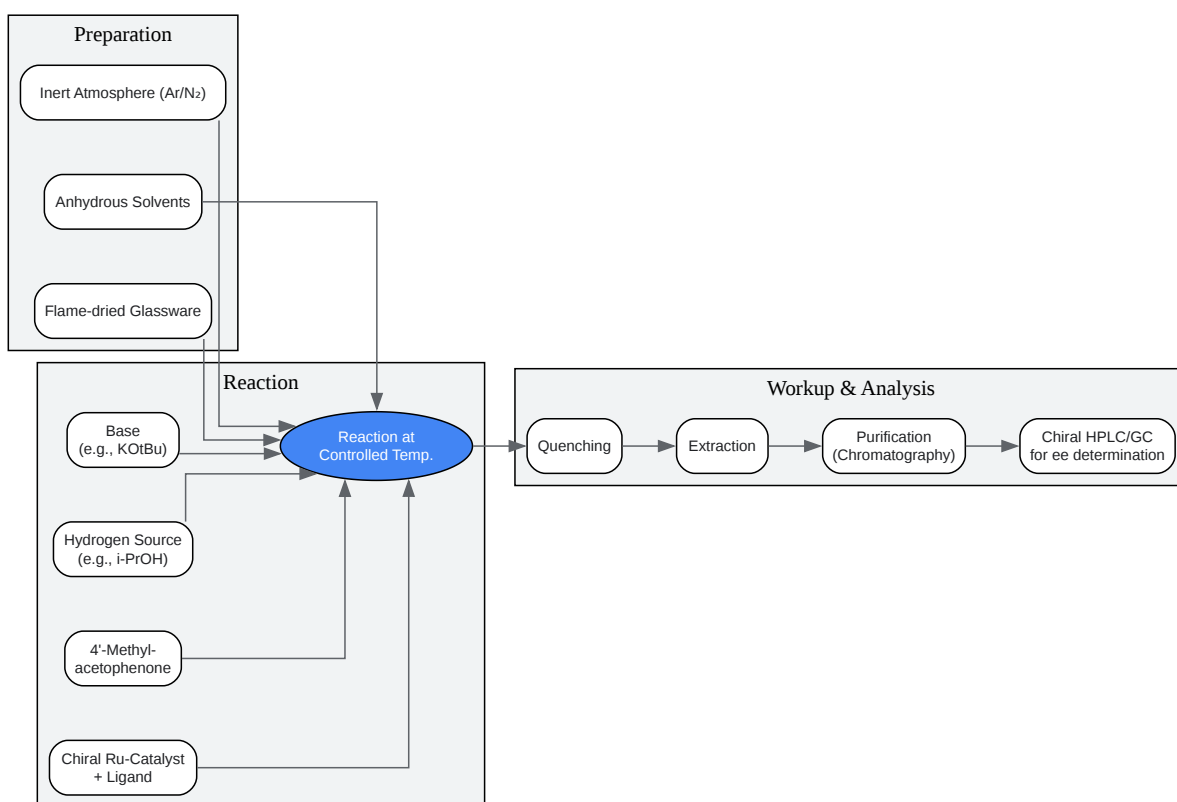 Preparation
Inert Atmosphere (Ar/N₂)
Anhydrous Solvents
Flame-dried Glassware
Reaction
Base
(e.g., KOtBu)
Hydrogen Source
(e.g., i-PrOH)
4'-Methyl-
acetophenone
Chiral Ru-Catalyst
+ Ligand
Reaction at
Controlled Temp.
Workup & Analysis
Quenching
Extraction
Purification
(Chromatography)
Chiral HPLC/GC
for ee determination